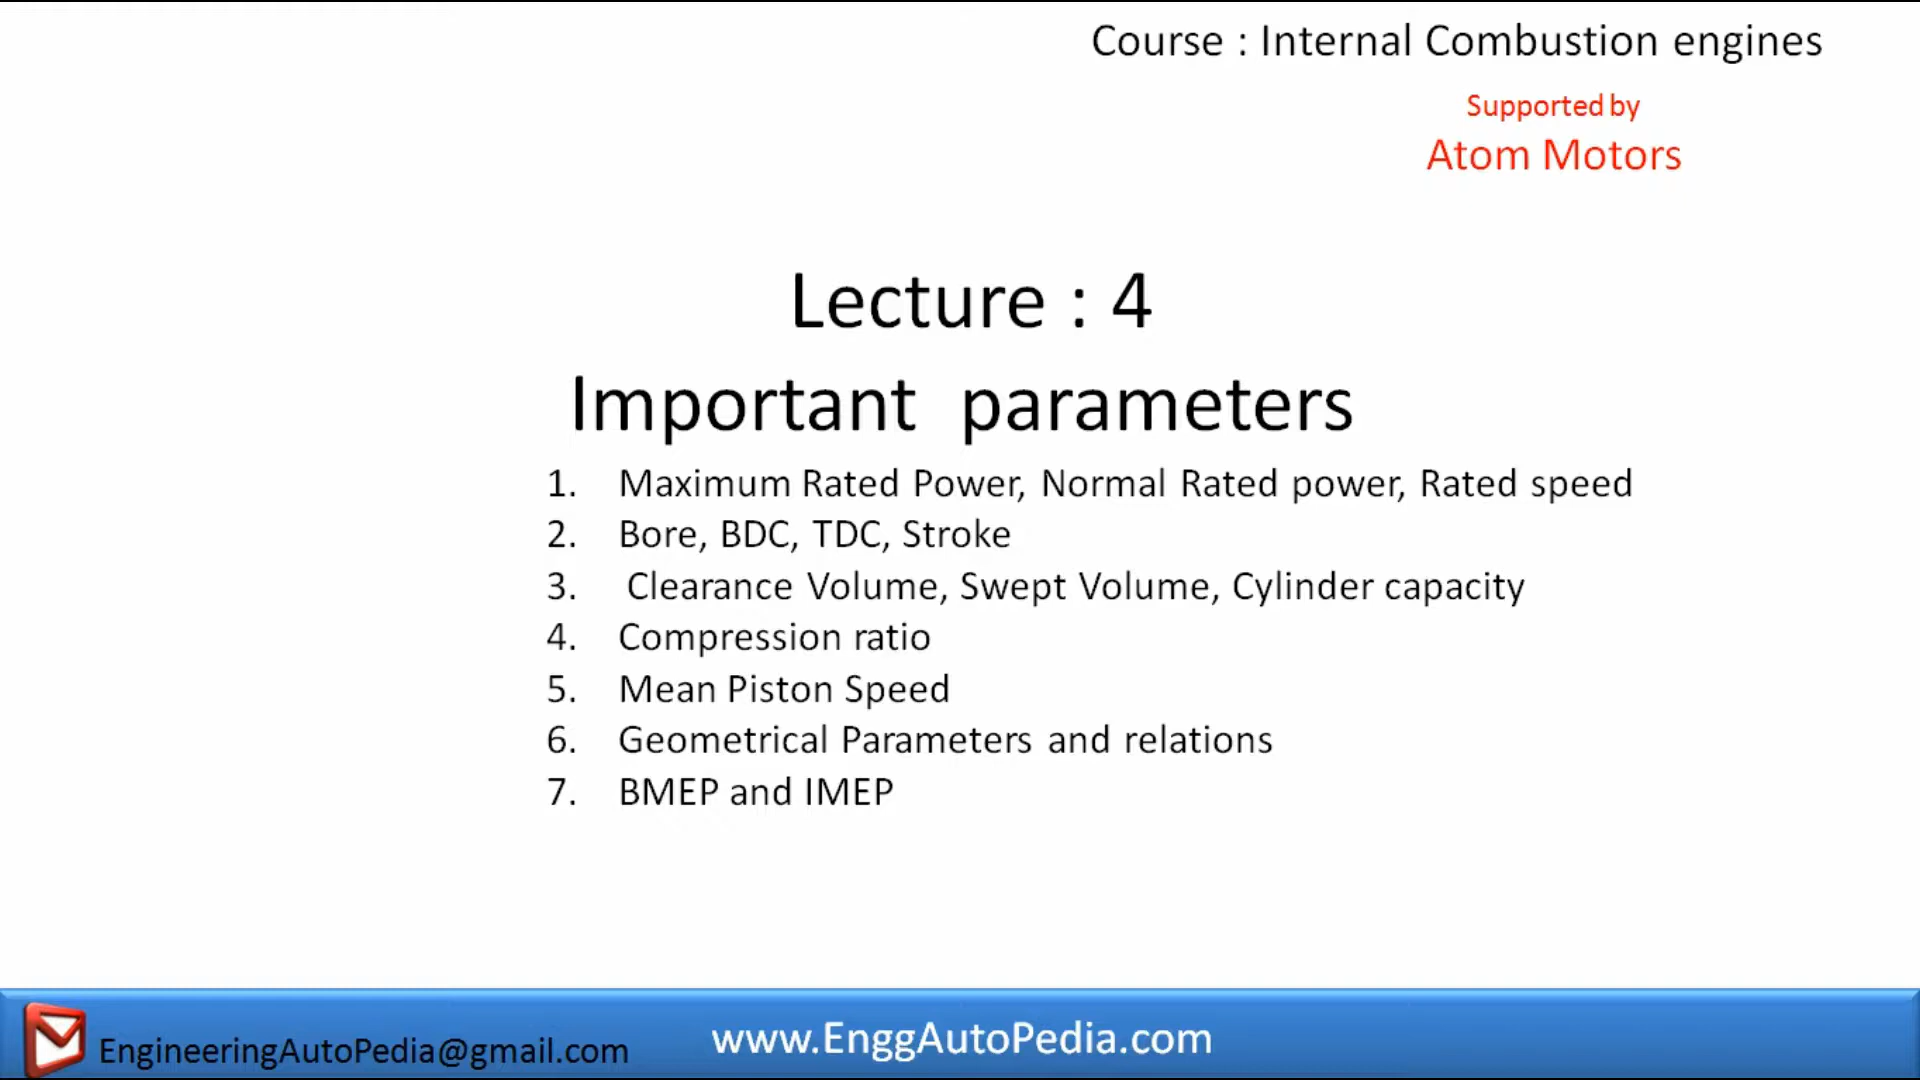 Course : Internal Combustion engines
Supported by
Atom Motors
Lecture : 4
Important parameters
1. Maximum Rated Power, Normal Rated power, Rated speed
2. Bore, BDC, TDC, Stroke
3. Clearance Volume, Swept Volume, Cylinder capacity
4. Compression ratio
5. Mean Piston Speed
6. Geometrical Parameters and relations
7. BMEP and IMEP
EngineeringAutoPedia@gmail.com
www.EnggAutoPedia.com